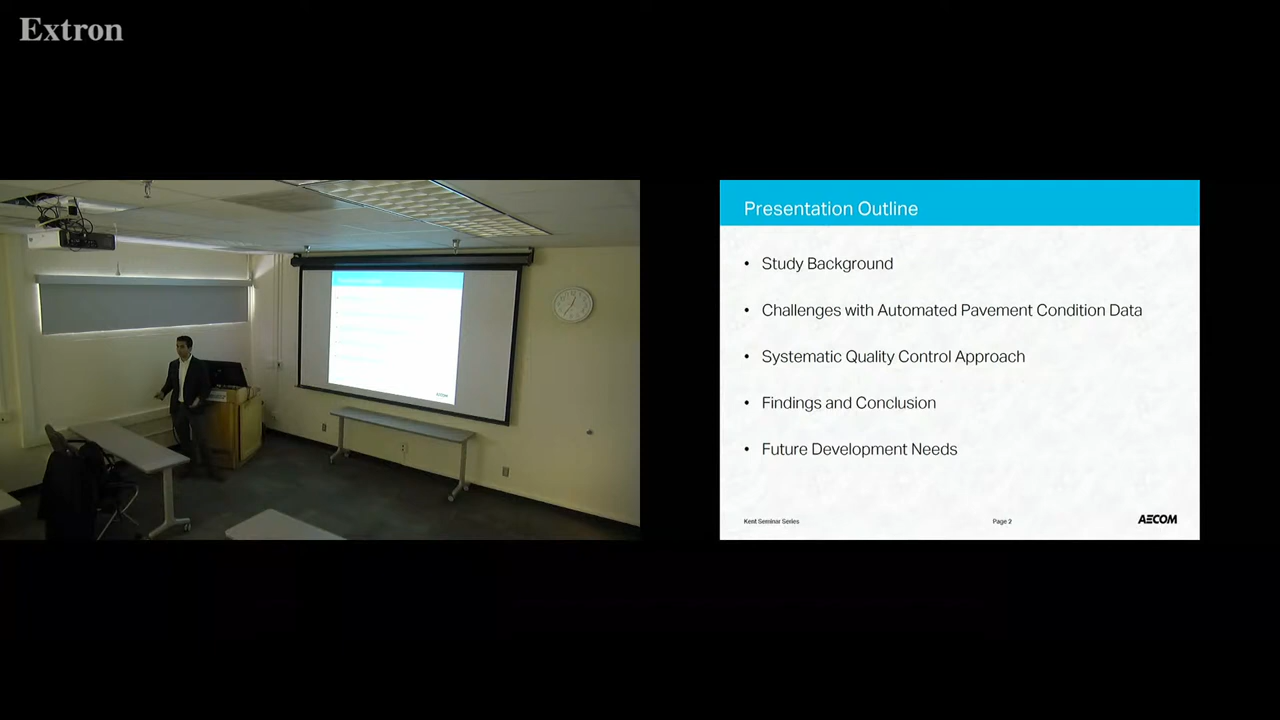 Extron
Presentation Outline
• Study Background
• Challenges with Automated Pavement Condition Data
• Systematic Quality Control Approach
• Findings and Conclusion
• Future Development Needs
Kent Seminar Series
Page 2
AECOM